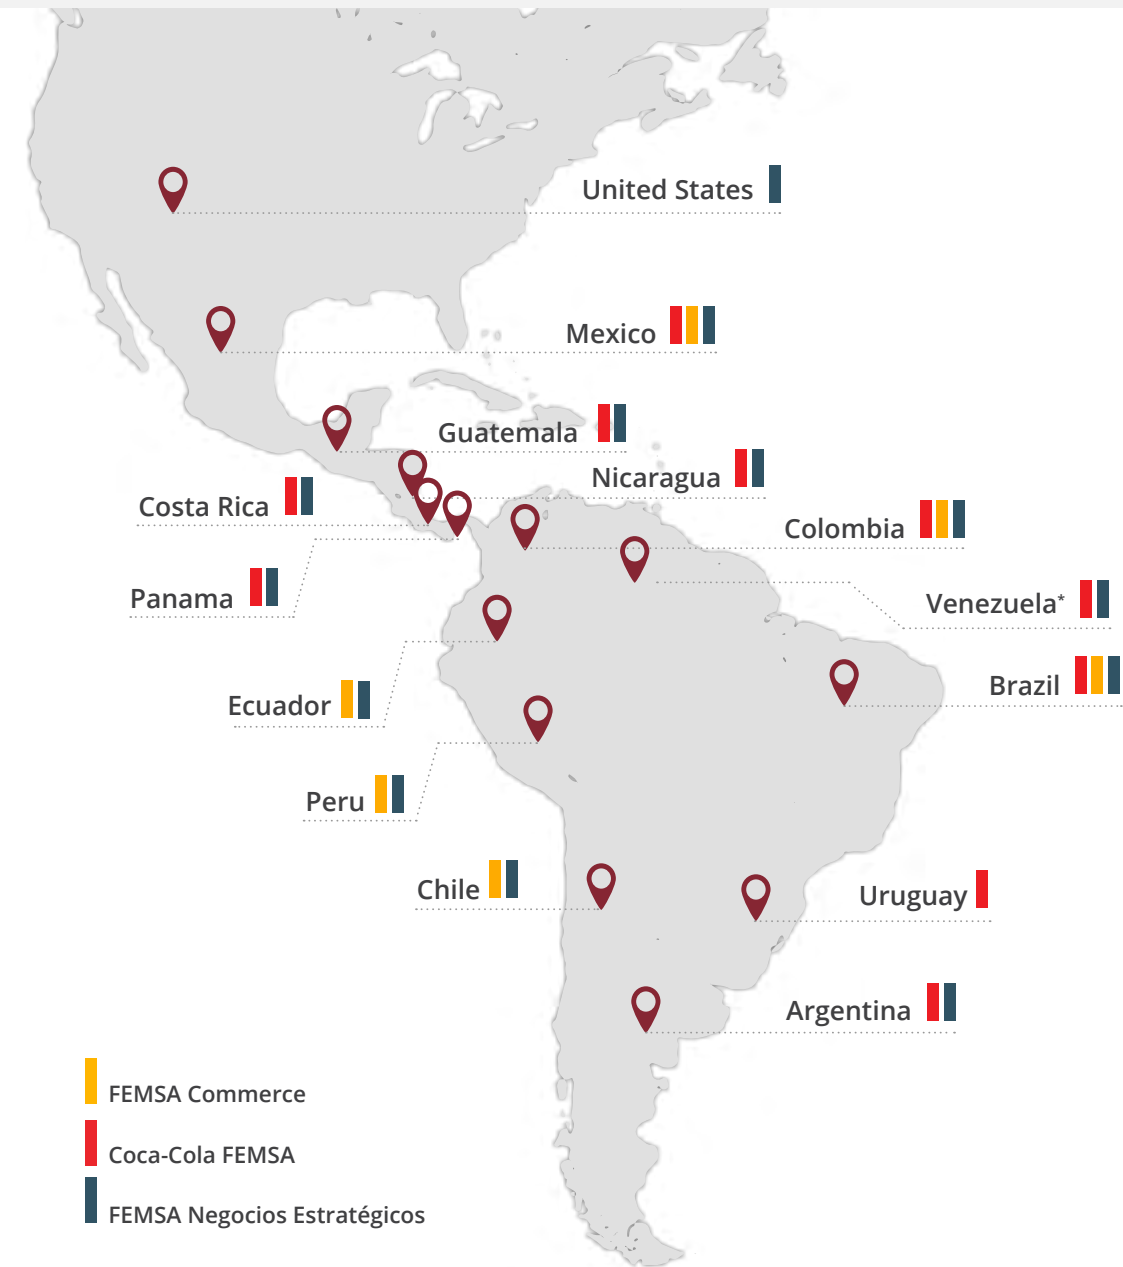 United States
Mexico
Guatemala
Nicaragua
Costa Rica
Colombia
Panama
Venezuela*
Brazil
Ecuador
Peru
Chile
Uruguay
Argentina
FEMSA Commerce
Coca-Cola FEMSA
FEMSA Negocios Estratégicos